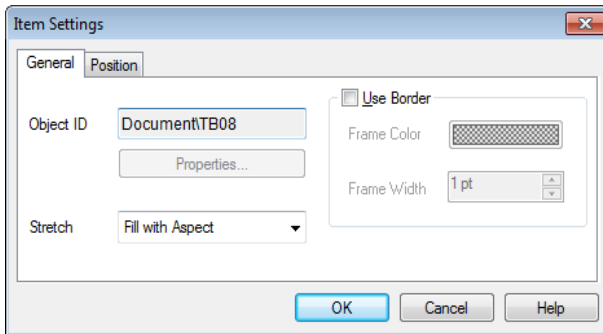 Item Settings
General
Position
Object ID
Document\TB08
Properties...
Stretch
Fill with Aspect
Use Border
Frame Color
Frame Width
1 pt
OK
Cancel
Help